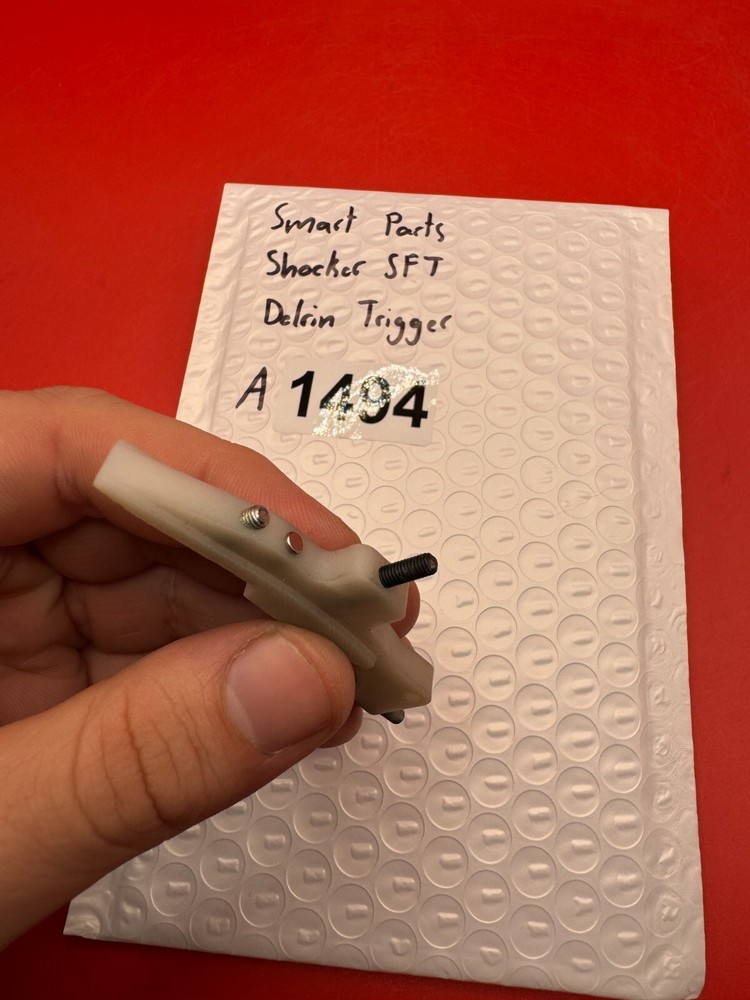 Smart Parts
Shocker SFT
Delrin Trigger
A 1494